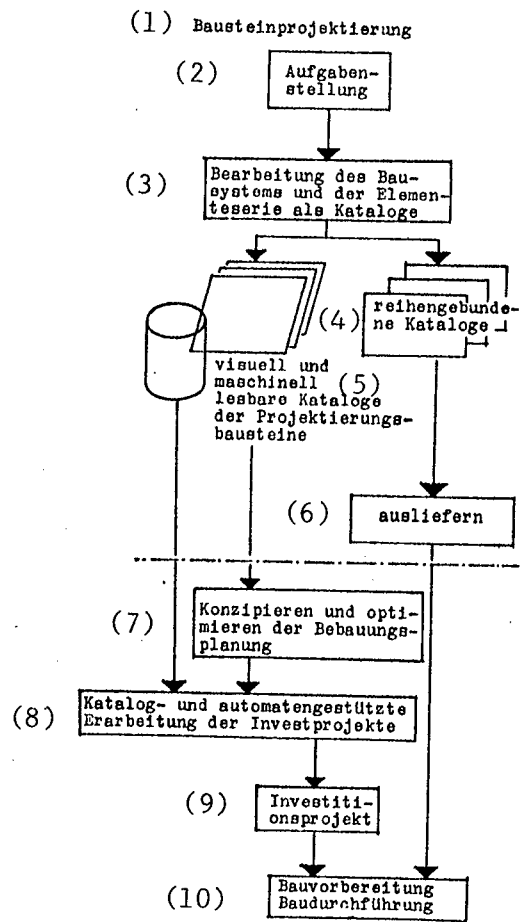 (1) Bausteinprojektierung
(2) Aufgaben-
stellung
(3) Bearbeitung des Bau-
systems und der Elemen-
teserie als Kataloge
(4) reihengebunde-
ne Kataloge
visuell und
maschinell (5)
lesbare Kataloge
der Projektierungs-
bausteine
(6) ausliefern
(7) Konzipieren und opti-
mieren der Bebauungs-
planung
(8) Katalog- und automatengestützte
Erarbeitung der Investprojekte
(9) Investiti-
onsprojekt
(10) Bauvorbereitung
Baudurchführung